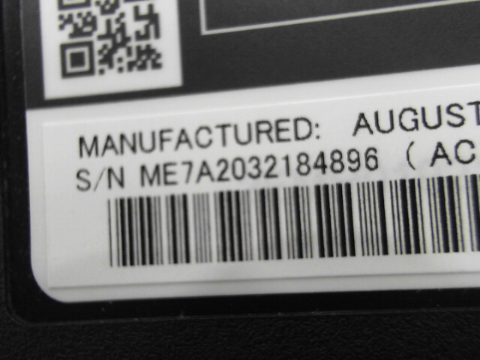 MANUFACTURED: AUGUST
S/N ME7A2032184896 (AC